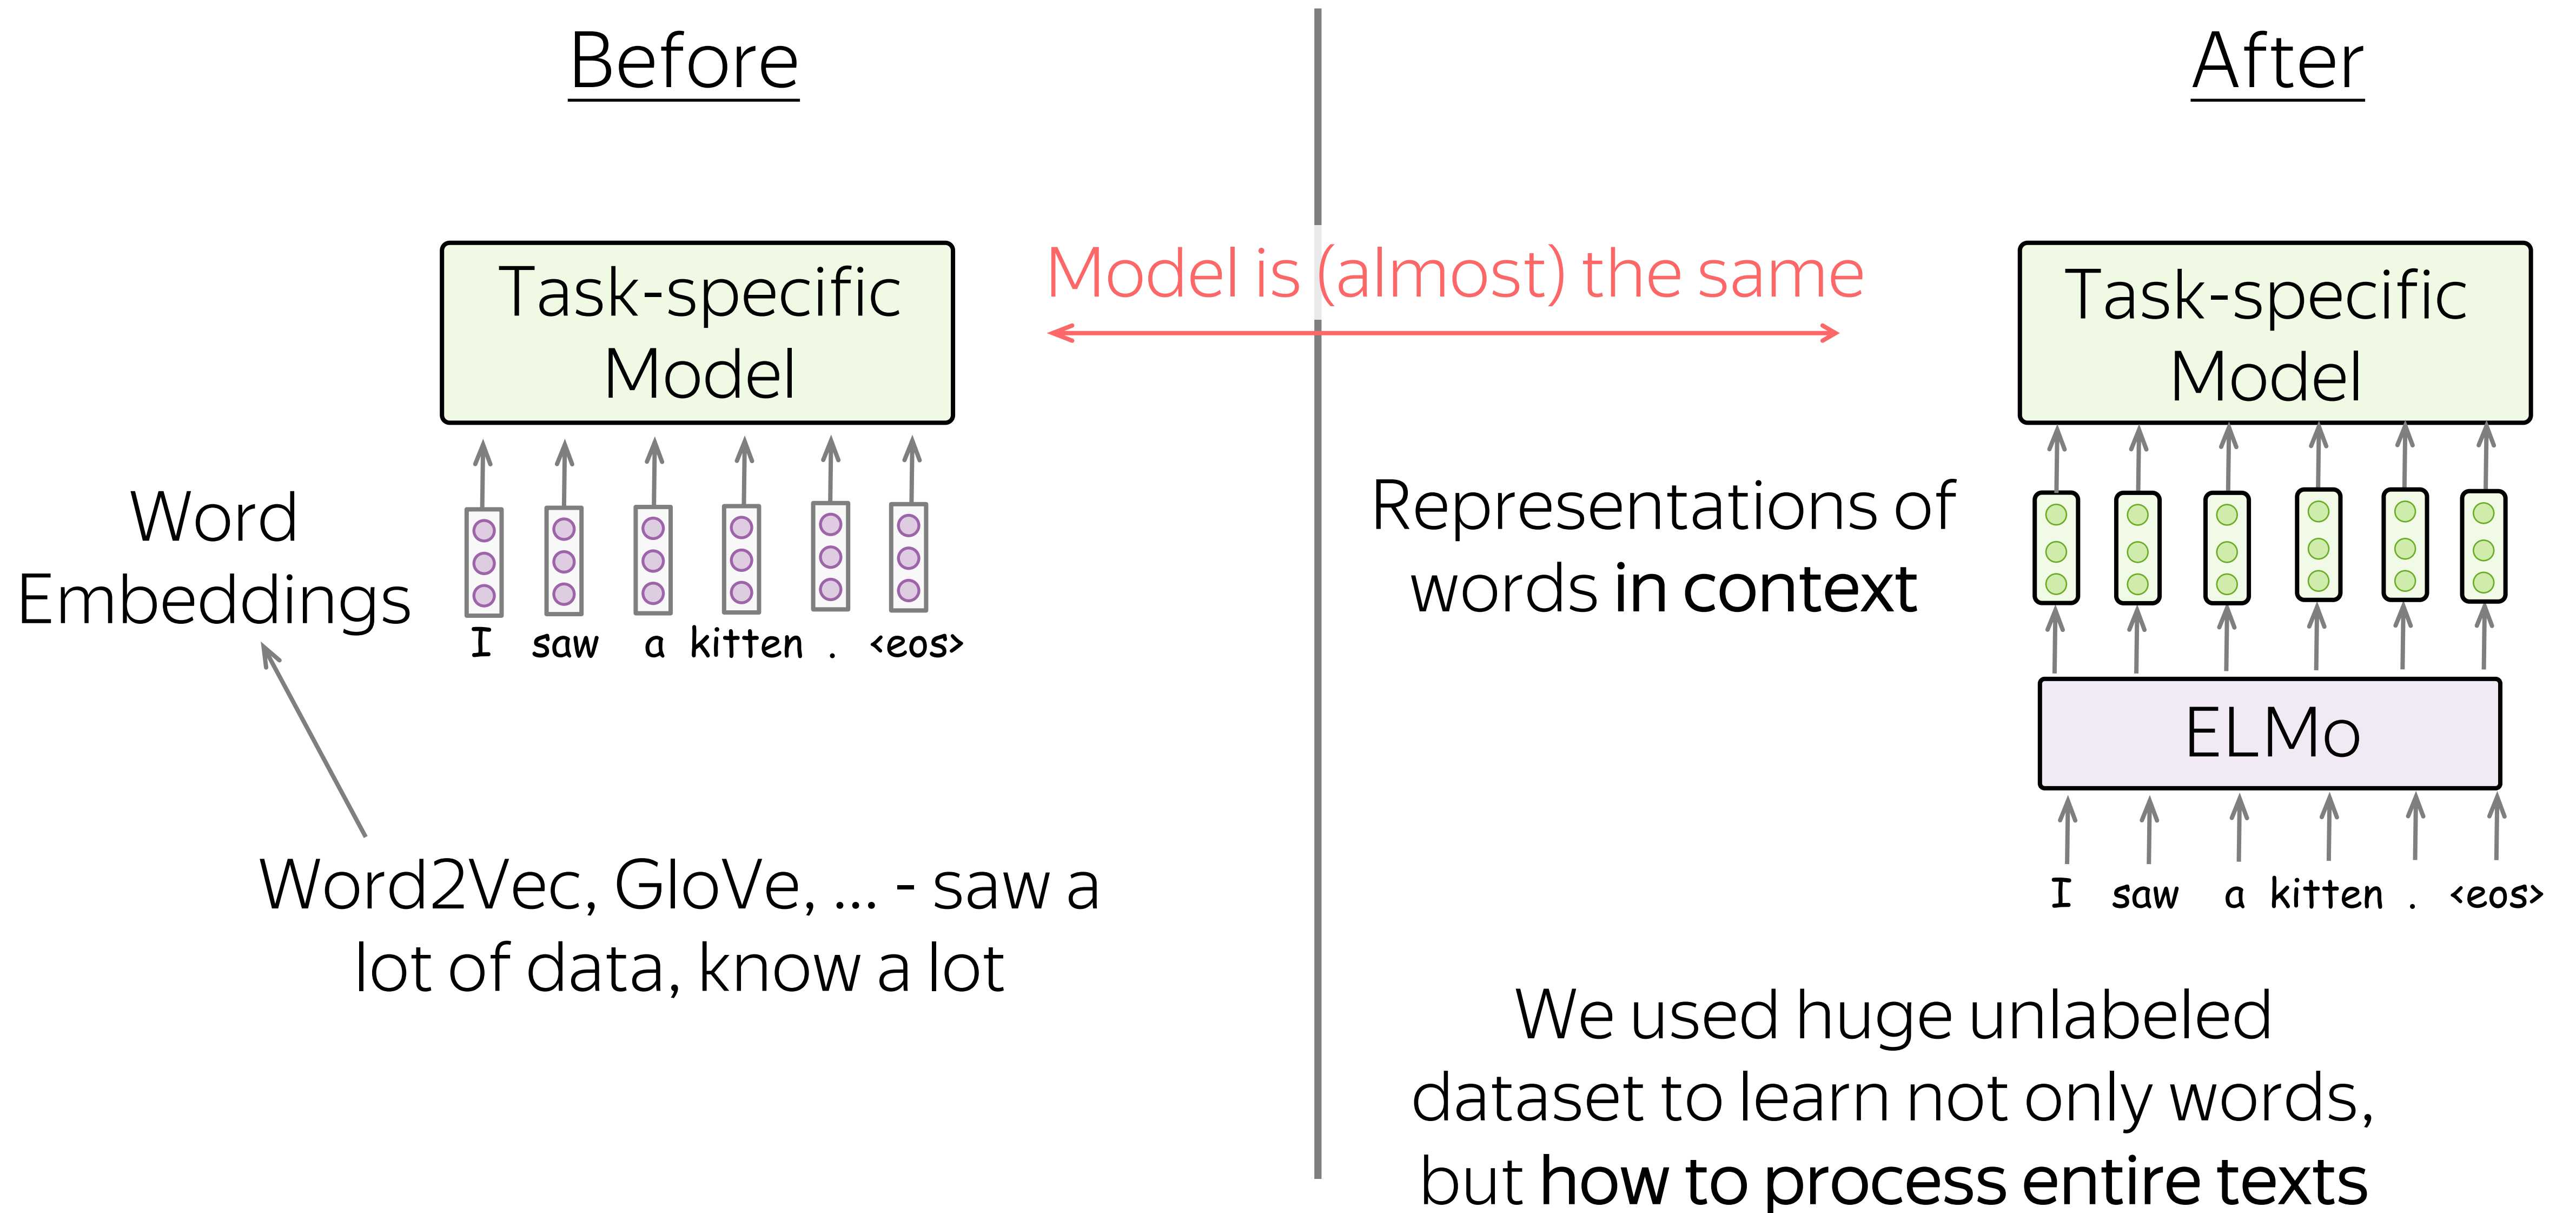 Before
Task-specific
Model
Word
Embeddings
I saw a kitten . <eos>
Word2Vec, GloVe, ... - saw a
lot of data, know a lot
Model is (almost) the same
After
Task-specific
Model
Representations of
words in context
ELMo
I saw a kitten . <eos>
We used huge unlabeled
dataset to learn not only words,
but how to process entire texts